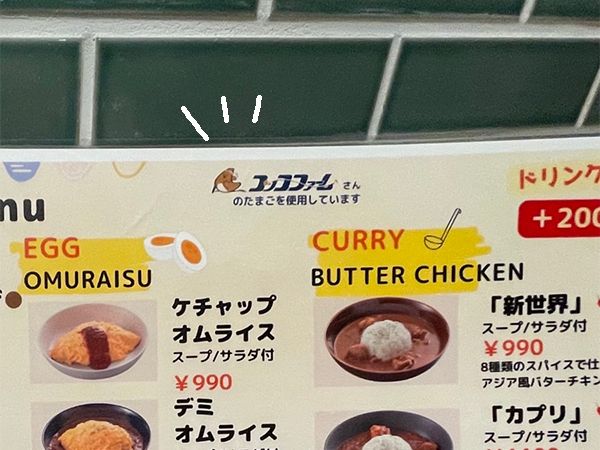 コッコファームさん
のたまごを使用しています
ドリンク
nu
+200
EGG
OMURAISU
ケチャップ
オムライス
スープ/サラダ付
¥990
デミ
オムライス
CURRY
BUTTER CHICKEN
「新世界」
スープ/サラダ付
¥990
8種類のスパイスで仕
アジア風バターチキン
「カプリ」
スープ/サラダ付